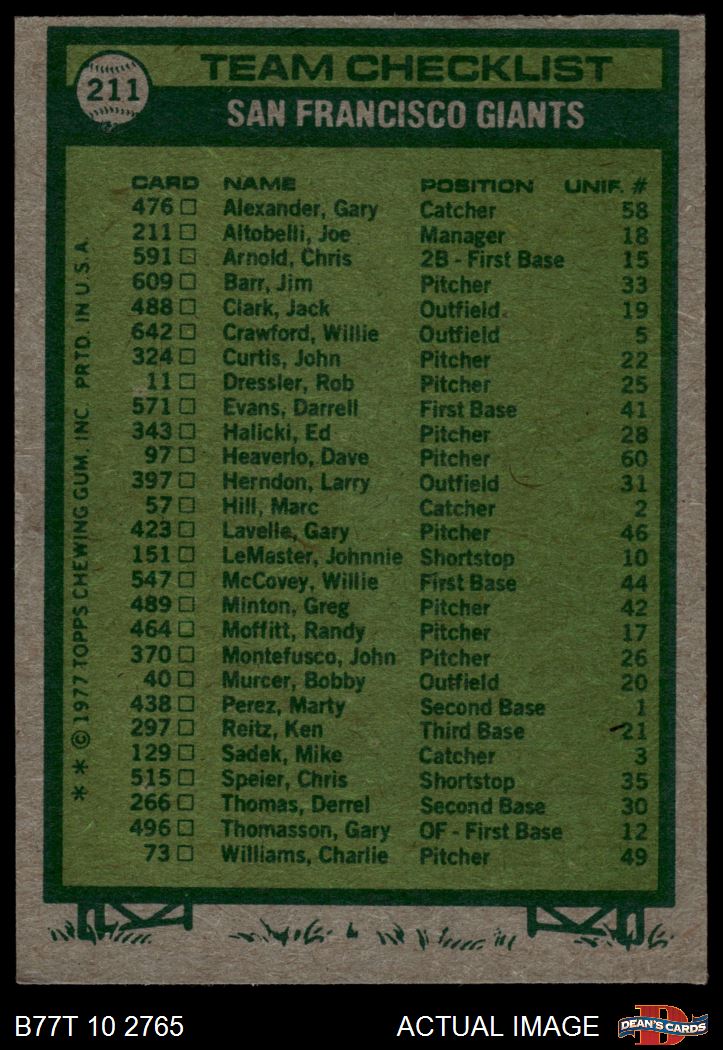 211
TEAM CHECKLIST
SAN FRANCISCO GIANTS
CARD NAME POSITION UNIF. #
476 Alexander, Gary Catcher 58
211 Altobelli, Joe Manager 18
591 Arnold, Chris 2B - First Base 15
609 Barr, Jim Pitcher 33
488 Clark, Jack Outfield 19
642 Crawford, Willie Outfield 5
324 Curtis, John Pitcher 22
11 Dressler, Rob Pitcher 25
571 Evans, Darrell First Base 41
343 Halicki, Ed Pitcher 28
97 Heaverlo, Dave Pitcher 60
397 Herndon, Larry Outfield 31
57 Hill, Marc Catcher 2
423 Lavelle, Gary Pitcher 46
151 LeMaster, Johnnie Shortstop 10
547 McCovey, Willie First Base 44
489 Minton, Greg Pitcher 42
464 Moffitt, Randy Pitcher 17
370 Montefusco, John Pitcher 26
40 Murcer, Bobby Outfield 20
438 Perez, Marty Second Base 1
297 Reitz, Ken Third Base 21
129 Sadek, Mike Catcher 3
515 Speier, Chris Shortstop 35
266 Thomas, Derrel Second Base 30
496 Thomasson, Gary OF - First Base 12
73 Williams, Charlie Pitcher 49
* * © 1977 TOPPS CHEWING GUM, INC. PRTD. IN U.S.A.
B77T 10 2765
ACTUAL IMAGE
D
DEAN'S CARDS